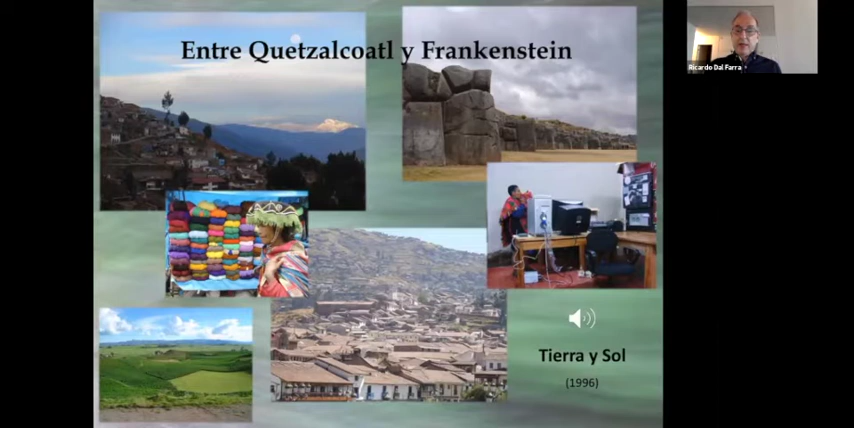 Entre Quetzalcoatl y Frankenstein
Ricardo Dal Farra
Tierra y Sol
(1996)